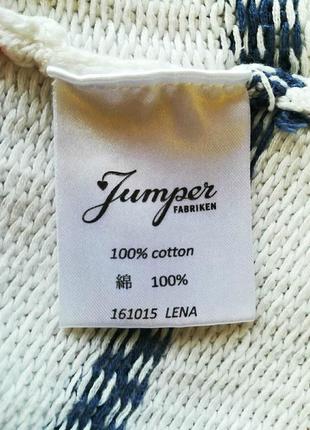 Jumper
FABRIKEN
100% cotton
綿 100%
161015 LENA